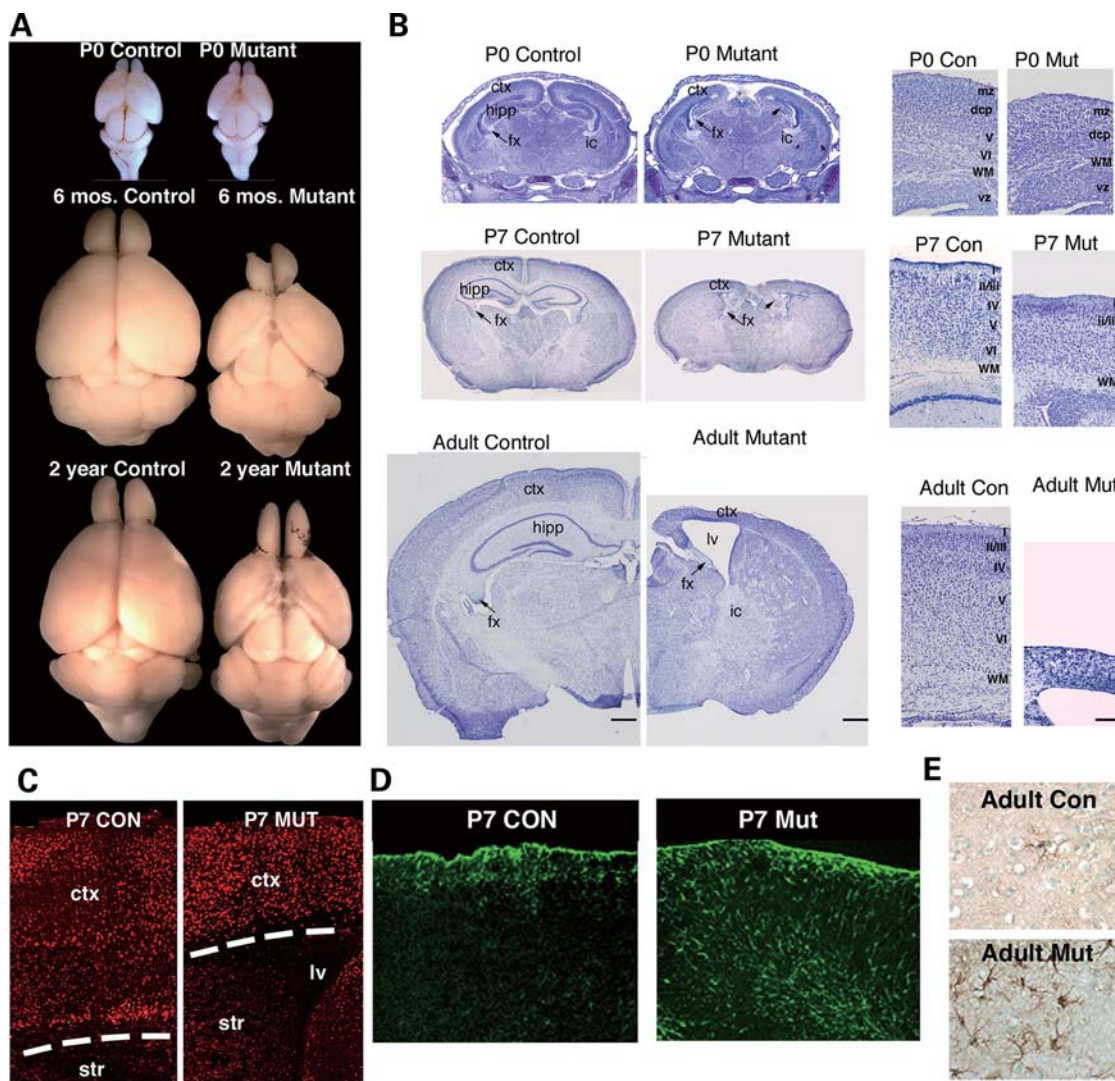 A
P0 Control P0 Mutant
6 mos. Control 6 mos. Mutant
2 year Control 2 year Mutant
B
P0 Control P0 Mutant
ctx
hipp
fx
ic
ctx
fx
ic
P7 Control P7 Mutant
ctx
hipp
fx
ctx
fx
Adult Control Adult Mutant
ctx
hipp
fx
ctx
lv
fx
ic
P0 Con P0 Mut
mz
dcp
V
VI
WM
vz
mz
dcp
WM
vz
P7 Con P7 Mut
I
II/III
IV
V
VI
WM
WM
Adult Con Adult Mut
I
II/III
IV
V
VI
WM
C
P7 CON P7 MUT
ctx
str
ctx
lv
str
D
P7 CON P7 Mut
E
Adult Con
Adult Mut